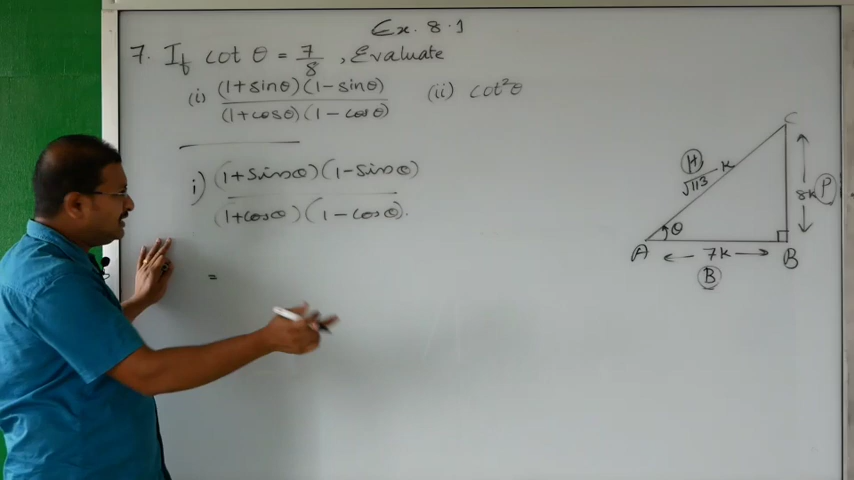 Ex. 8.1
7. If cot θ = 7/8, Evaluate
(i) (1+sinθ)(1-sinθ)/(1+cosθ)(1-cosθ) (ii) cot²θ
i) (1+sinθ)(1-sinθ)/(1+cosθ)(1-cosθ).
=
C
H
√113 K
8K P
θ
A 7K B
B